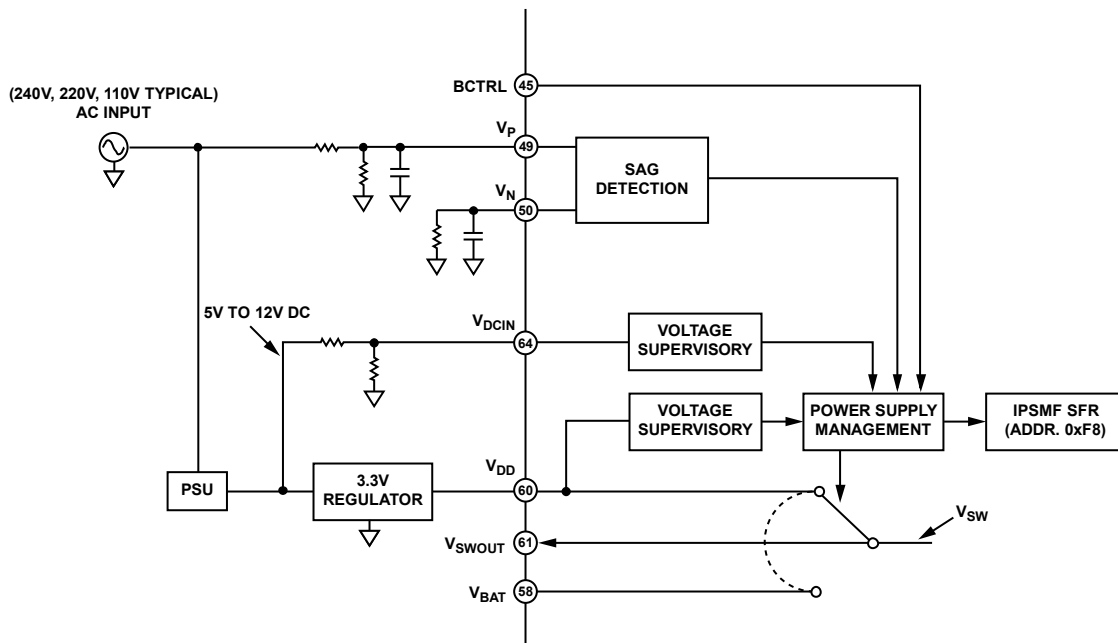 BCTRL
45
(240V, 220V, 110V TYPICAL)
AC INPUT
VP
49
SAG
DETECTION
VN
50
5V TO 12V DC
VDCIN
64
VOLTAGE
SUPERVISORY
VOLTAGE
SUPERVISORY
POWER SUPPLY
MANAGEMENT
IPSMF SFR
(ADDR. 0xF8)
PSU
3.3V
REGULATOR
VDD
60
VSW
VSWOUT
61
VBAT
58